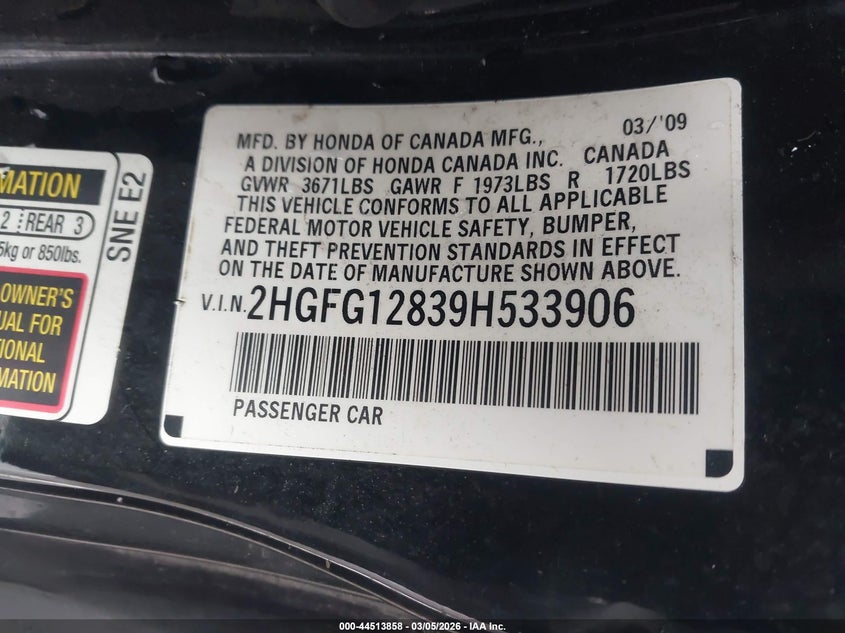 MFD. BY HONDA OF CANADA MFG., 03/'09
A DIVISION OF HONDA CANADA INC. CANADA
GVWR 3671LBS GAWR F 1973LBS R 1720LBS
THIS VEHICLE CONFORMS TO ALL APPLICABLE
FEDERAL MOTOR VEHICLE SAFETY, BUMPER,
AND THEFT PREVENTION STANDARDS IN EFFECT
ON THE DATE OF MANUFACTURE SHOWN ABOVE.
V.I.N. 2HGFG12839H533906
PASSENGER CAR
MATION
2 REAR 3
5kg or 850lbs.
OWNER'S
UAL FOR
TIONAL
MATION
SNE E2
000-44513858 - 03/05/2026 - IAA Inc.